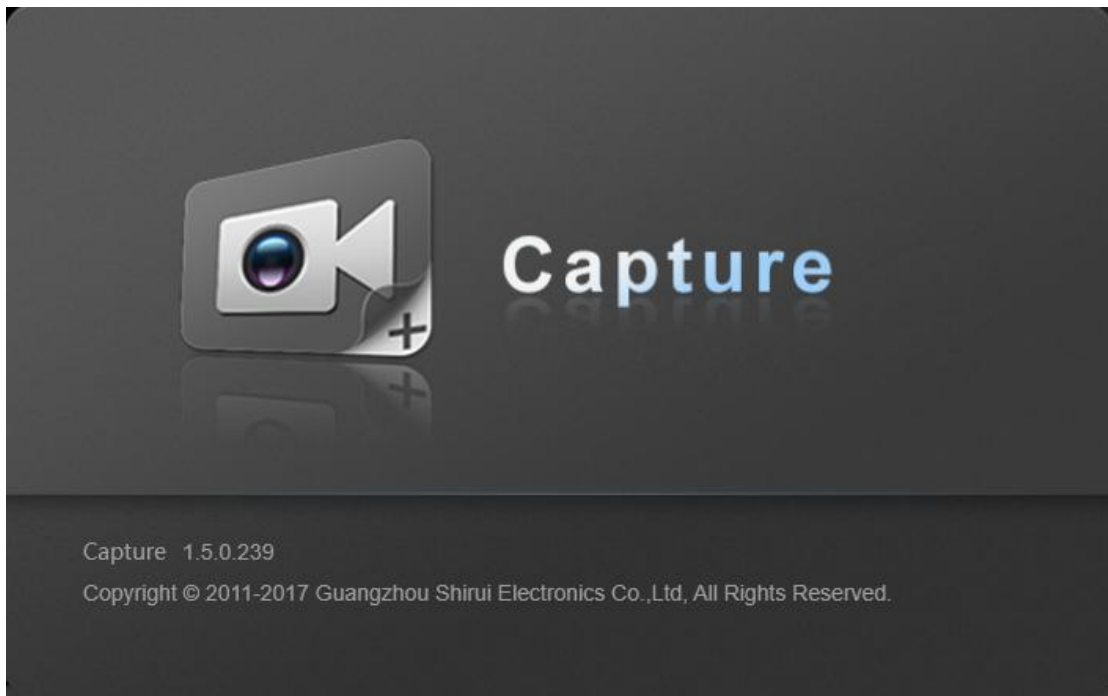 Capture
Capture 1.5.0.239
Copyright © 2011-2017 Guangzhou Shirui Electronics Co.,Ltd, All Rights Reserved.